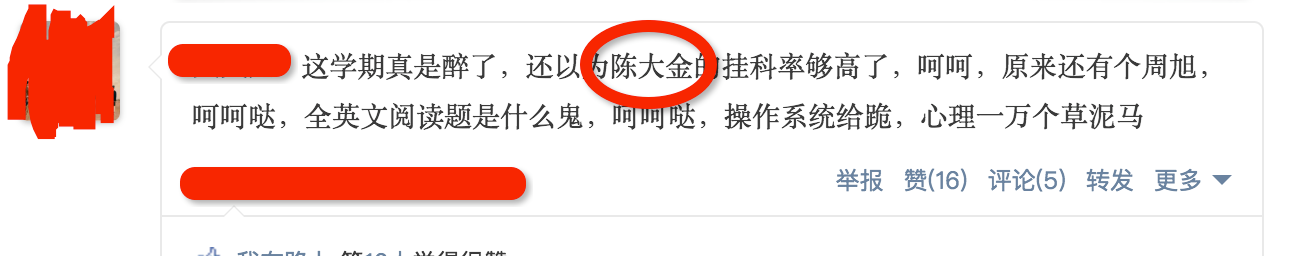 这学期真是醉了，还以为陈大金的挂科率够高了，呵呵，原来还有个周旭，
呵呵哒，全英文阅读题是什么鬼，呵呵哒，操作系统给跪，心理一万个草泥马
举报 赞(16) 评论(5) 转发 更多